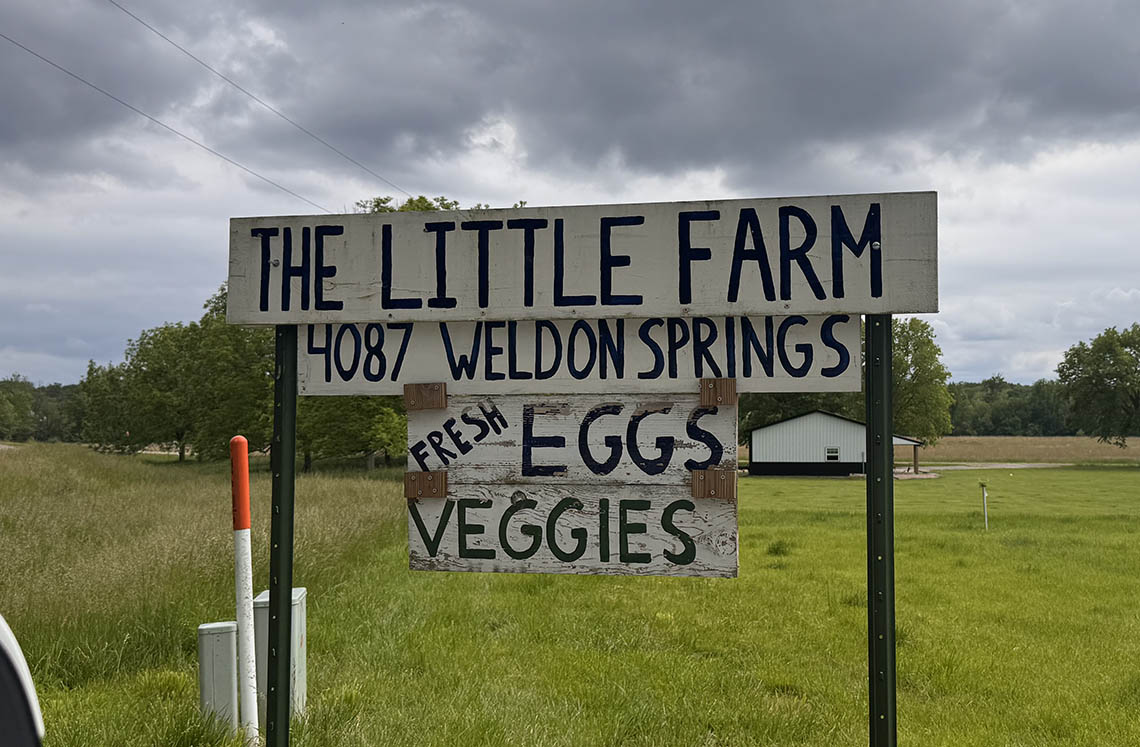 THE LITTLE FARM
4087 WELDON SPRINGS
FRESH EGGS
VEGGIES